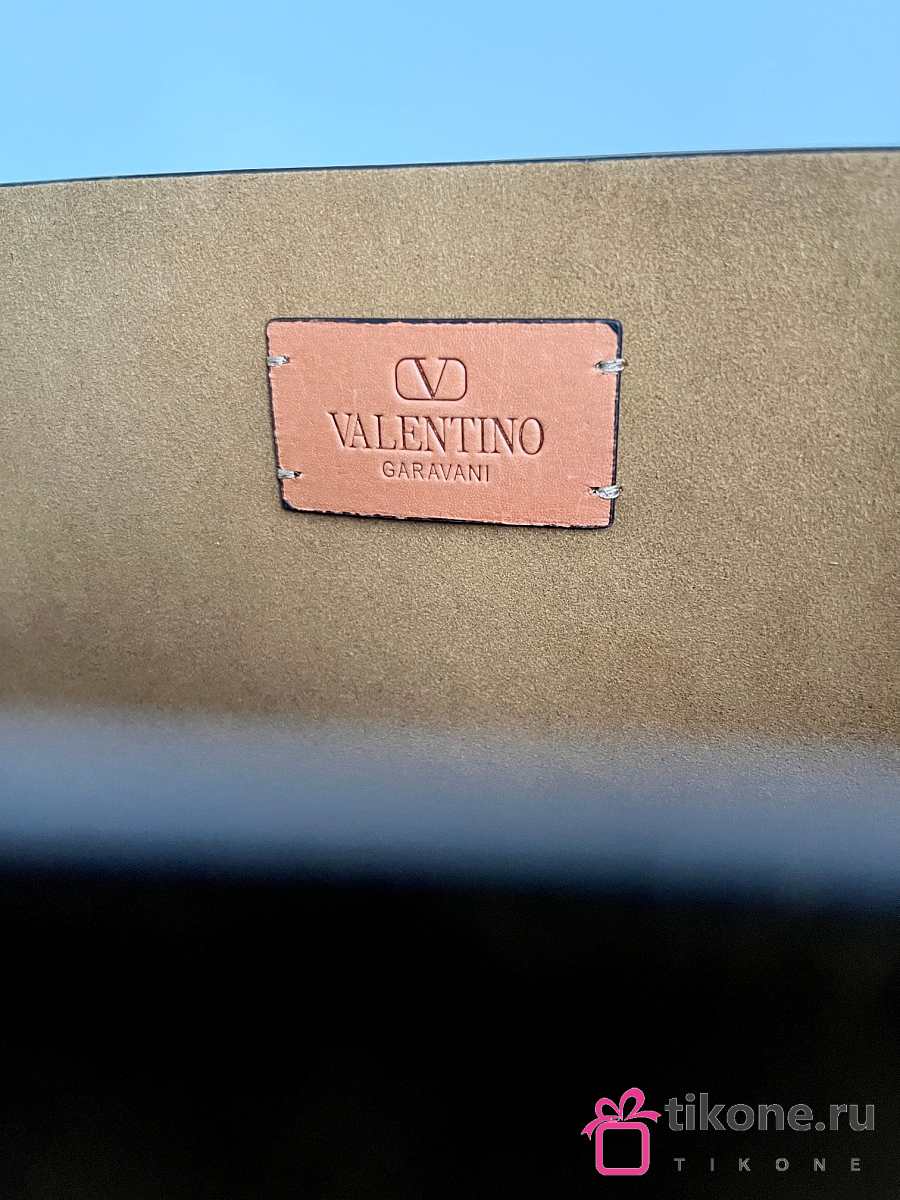 V
VALENTINO
GARAVANI
tikone.ru
TIKONE